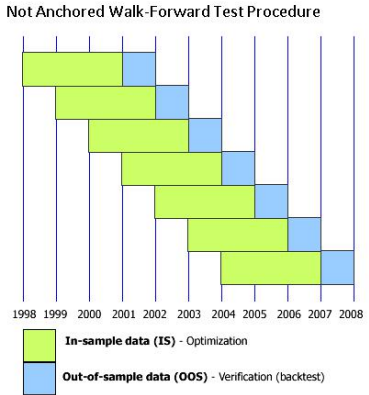 Not Anchored Walk-Forward Test Procedure
1998 1999 2000 2001 2002 2003 2004 2005 2006 2007 2008
In-sample data (IS) - Optimization
Out-of-sample data (OOS) - Verification (backtest)